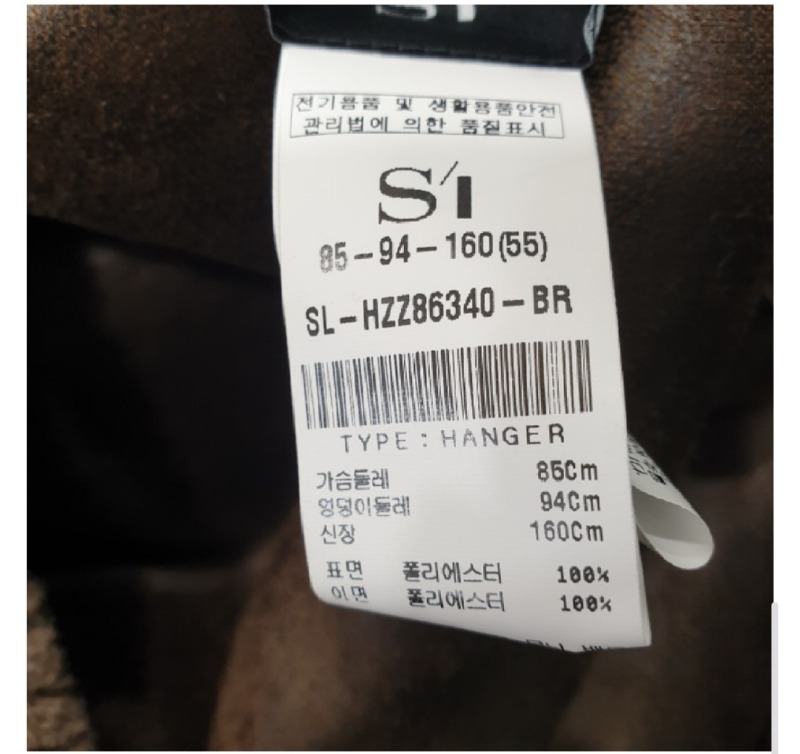 SI
전기용품 및 생활용품안전
관리법에 의한 품질표시
S'I
85-94-160(55)
SL-HZZ86340-BR
TYPE : HANGER
가슴둘레 85Cm
엉덩이둘레 94Cm
신장 160Cm
표면 폴리에스터 100%
이면 폴리에스터 100%